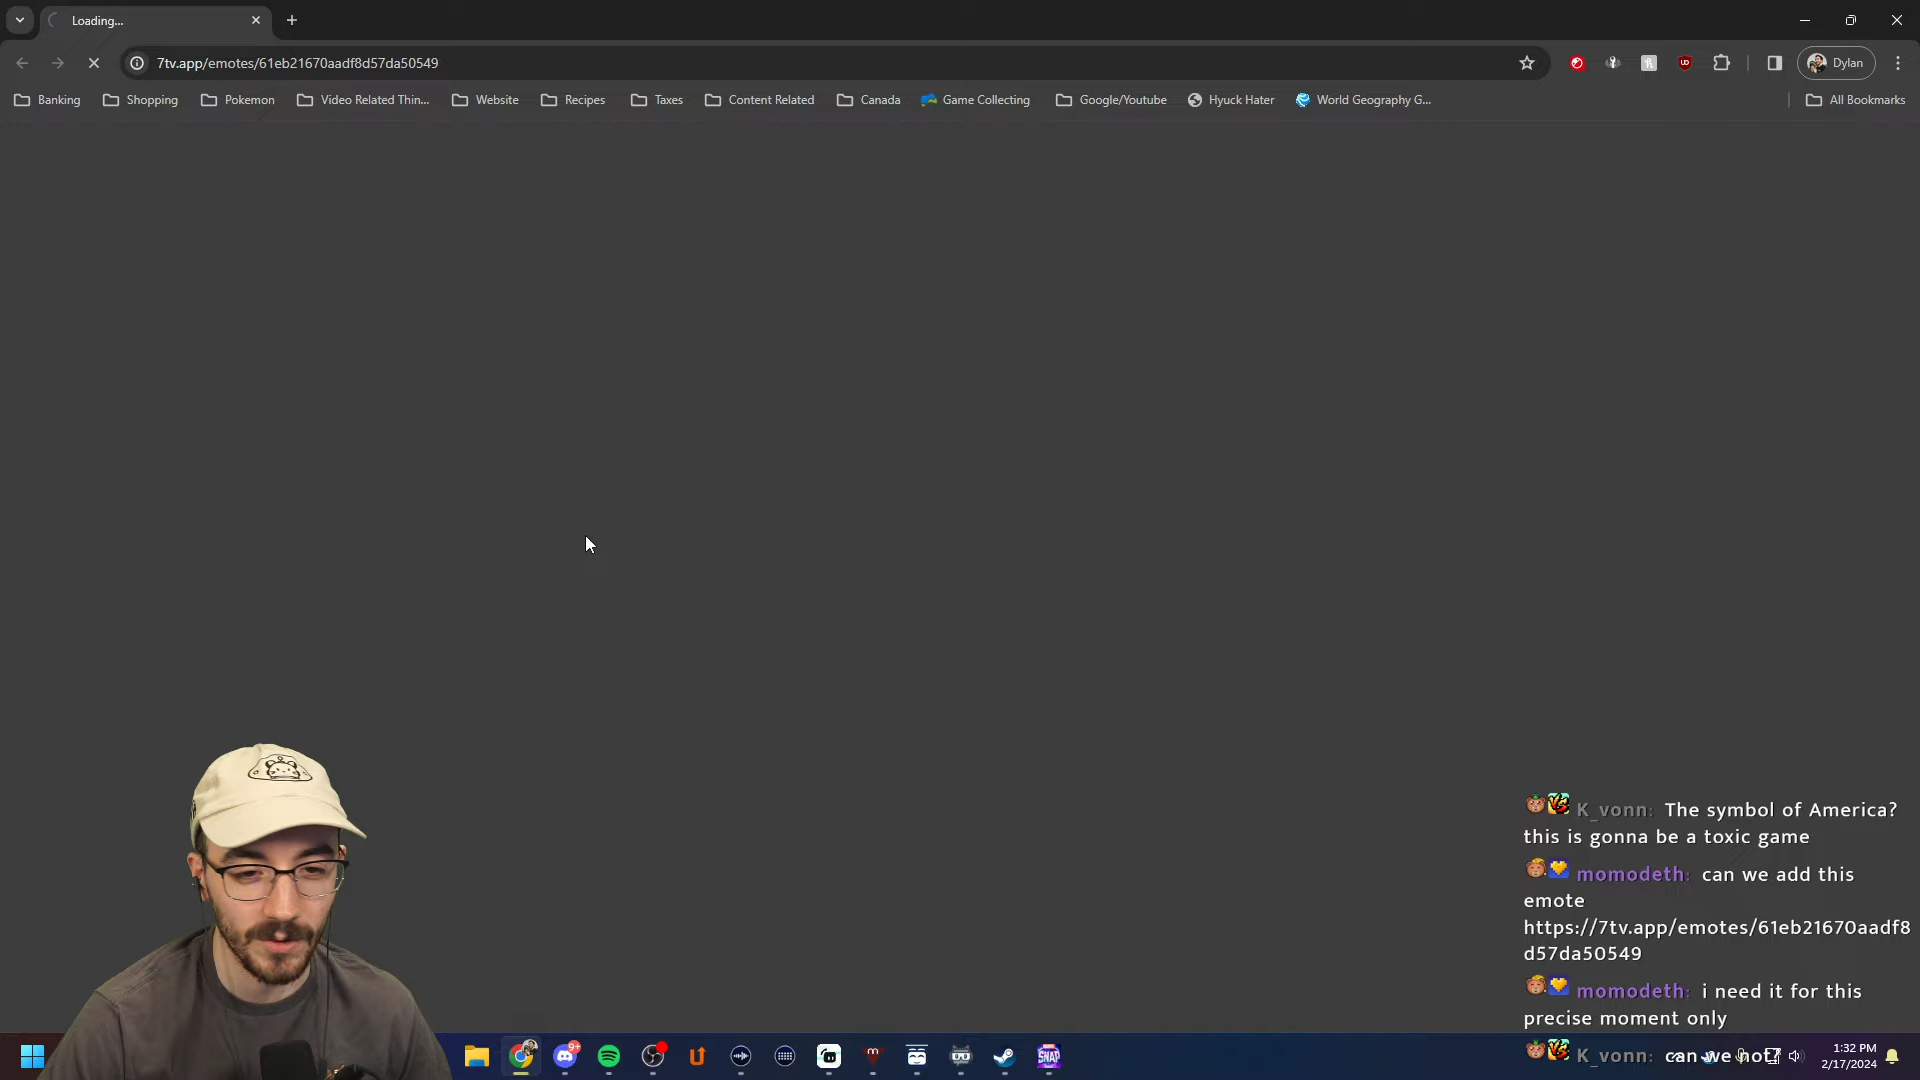 Loading...
7tv.app/emotes/61eb21670aadf8d57da50549
Dylan
Banking
Shopping
Pokemon
Video Related Thin...
Website
Recipes
Taxes
Content Related
Canada
Game Collecting
Google/Youtube
Hyuck Hater
World Geography G...
All Bookmarks
K_vonn: The symbol of America?
this is gonna be a toxic game
momodeth: can we add this
emote
https://7tv.app/emotes/61eb21670aadf8
d57da50549
momodeth: i need it for this
precise moment only
K_vonn: can we not?
9+
SNAP
1:32 PM
2/17/2024